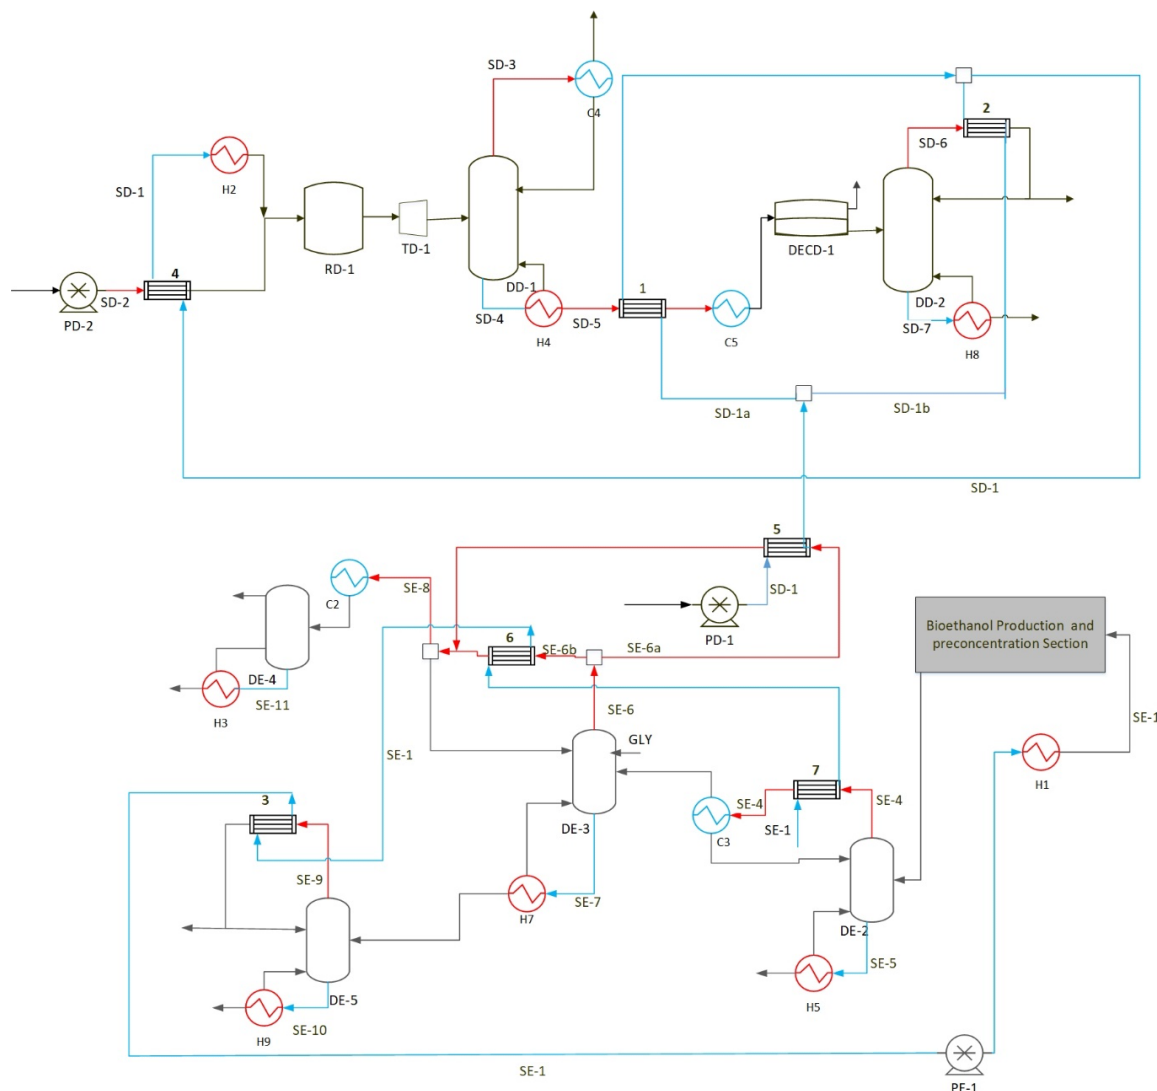 SD-3
C4
2
SD-6
SD-1
H2
4
RD-1
TD-1
DECD-1
SD-2
PD-2
DD-1
SD-4
H4
SD-5
1
C5
DD-2
SD-7
H8
SD-1a
SD-1b
SD-1
5
SD-1
PD-1
C2
SE-8
6
SE-6b
SE-6a
Bioethanol Production and
preconcentration Section
DE-4
H3
SE-11
SE-6
SE-1
GLY
SE-1
H1
7
3
SE-4
SE-4
SE-1
C3
DE-3
SE-9
H7
SE-7
DE-2
SE-5
H5
DE-5
H9
SE-10
SE-1
PE-1